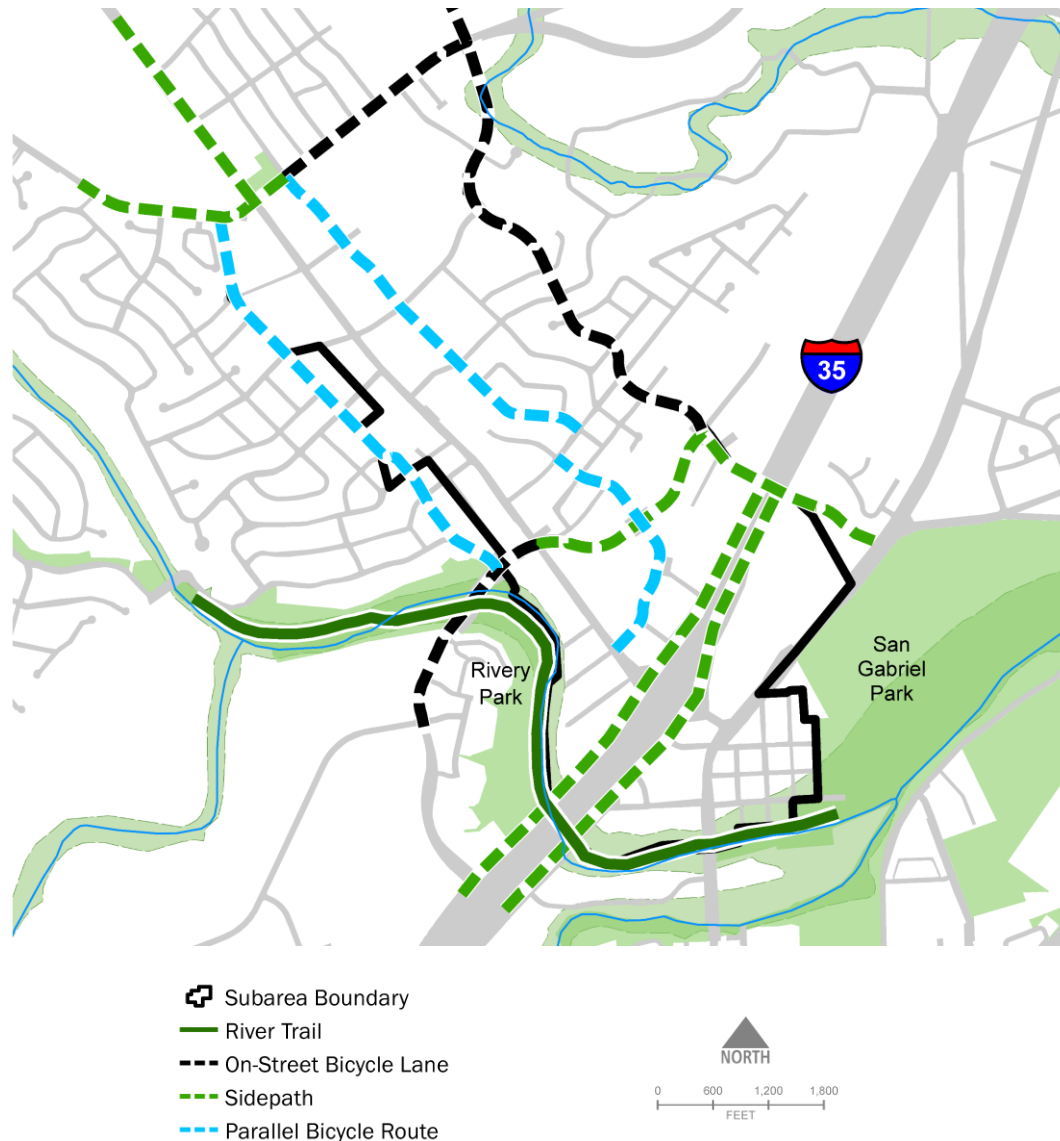 35
San
Gabriel
Park
Rivery
Park
Subarea Boundary
River Trail
On-Street Bicycle Lane
Sidepath
Parallel Bicycle Route
NORTH
0 600 1,200 1,800
FEET